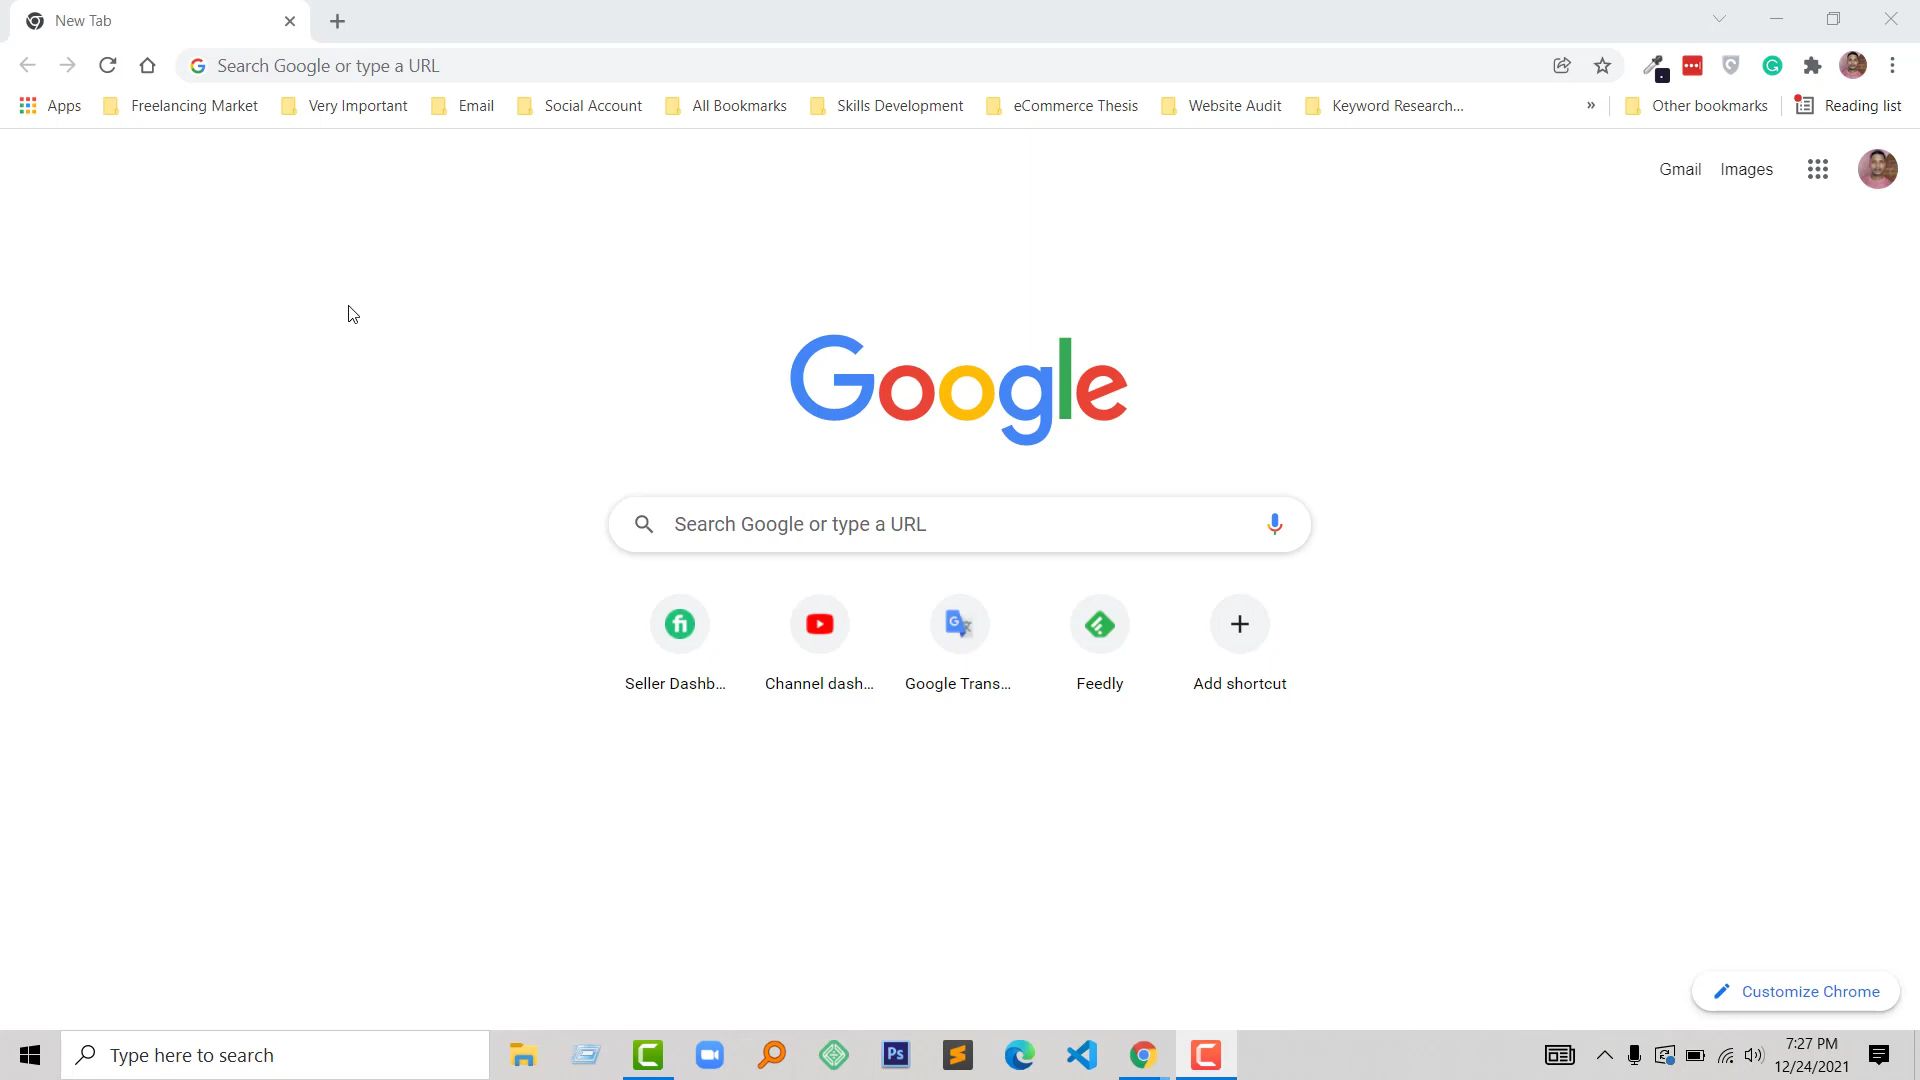 New Tab
Search Google or type a URL
Apps Freelancing Market Very Important Email Social Account All Bookmarks Skills Development eCommerce Thesis Website Audit Keyword Research... » Other bookmarks Reading list
Gmail Images
Google
Search Google or type a URL
Seller Dashb... Channel dash... Google Trans... Feedly Add shortcut
Customize Chrome
Type here to search
Ps
7:27 PM
12/24/2021